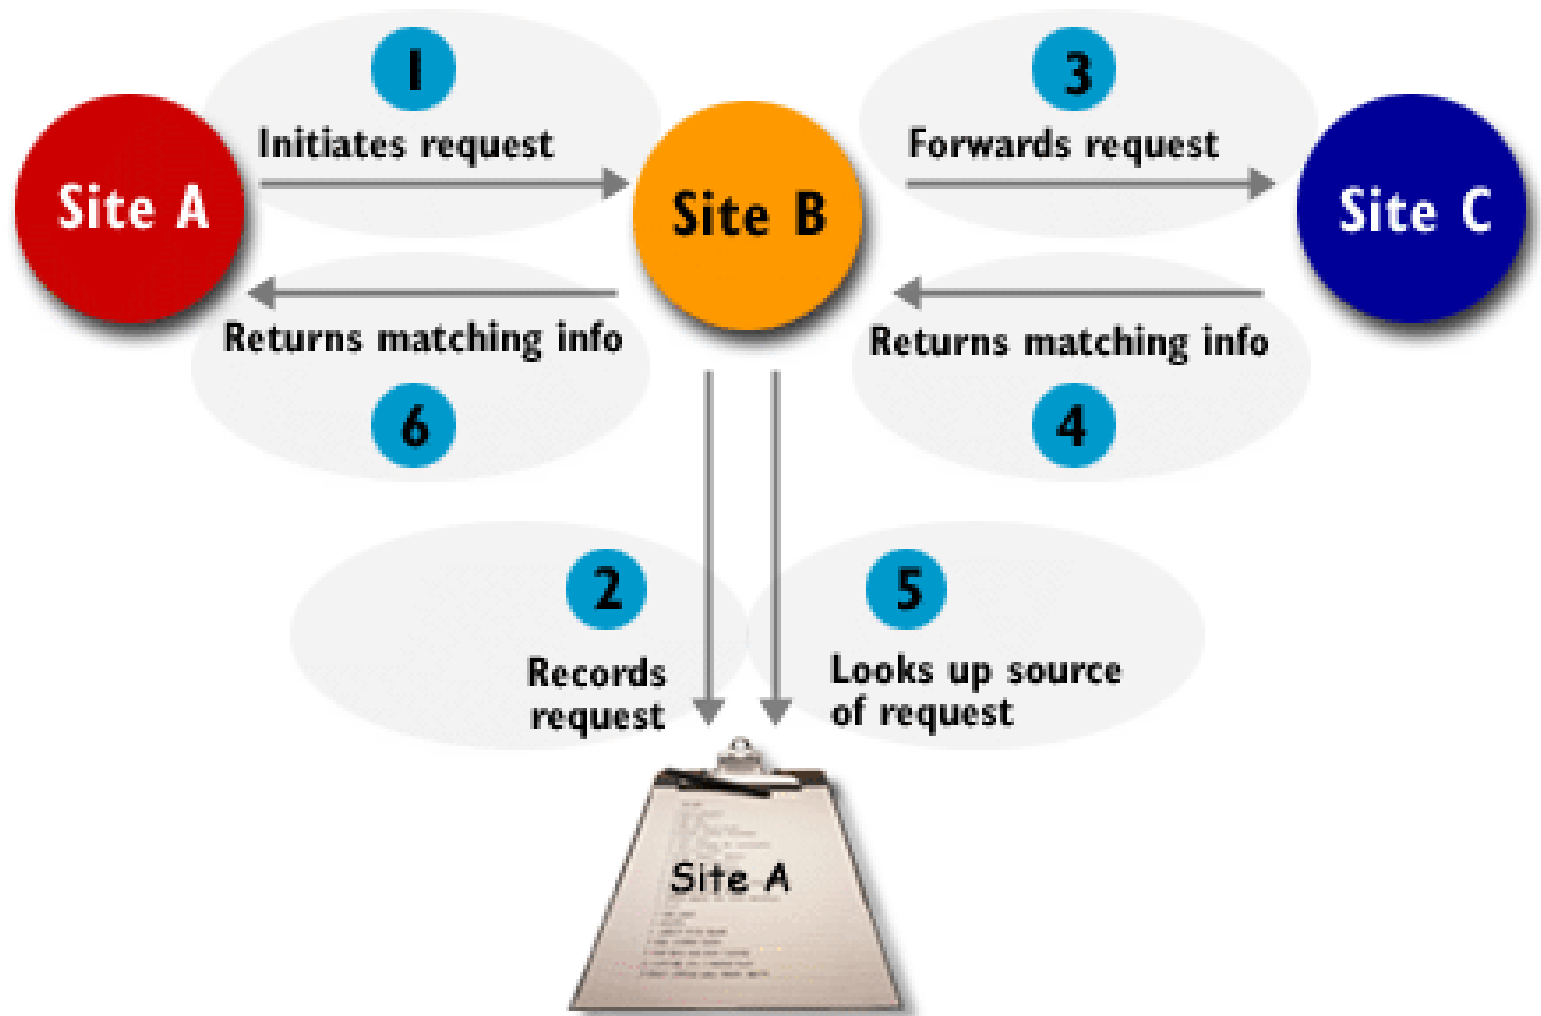 1
3
Initiates request
Forwards request
Site A
Site B
Site C
Returns matching info
Returns matching info
6
4
2
5
Records
request
Looks up source
of request
Site A